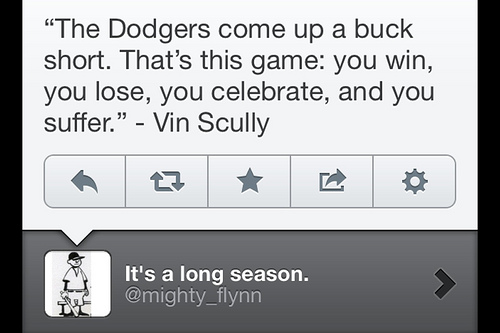 “The Dodgers come up a buck
short. That’s this game: you win,
you lose, you celebrate, and you
suffer.” - Vin Scully
It's a long season.
@mighty_flynn